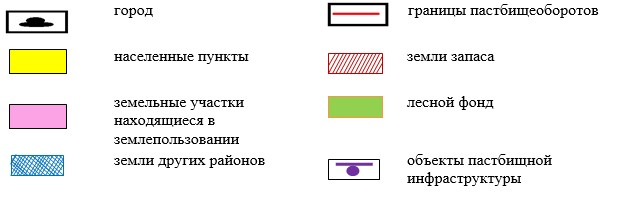 город
населенные пункты
земельные участки
находящиеся в
землепользовании
земли других районов
границы пастбищеоборотов
земли запаса
лесной фонд
объекты пастбищной
инфраструктуры